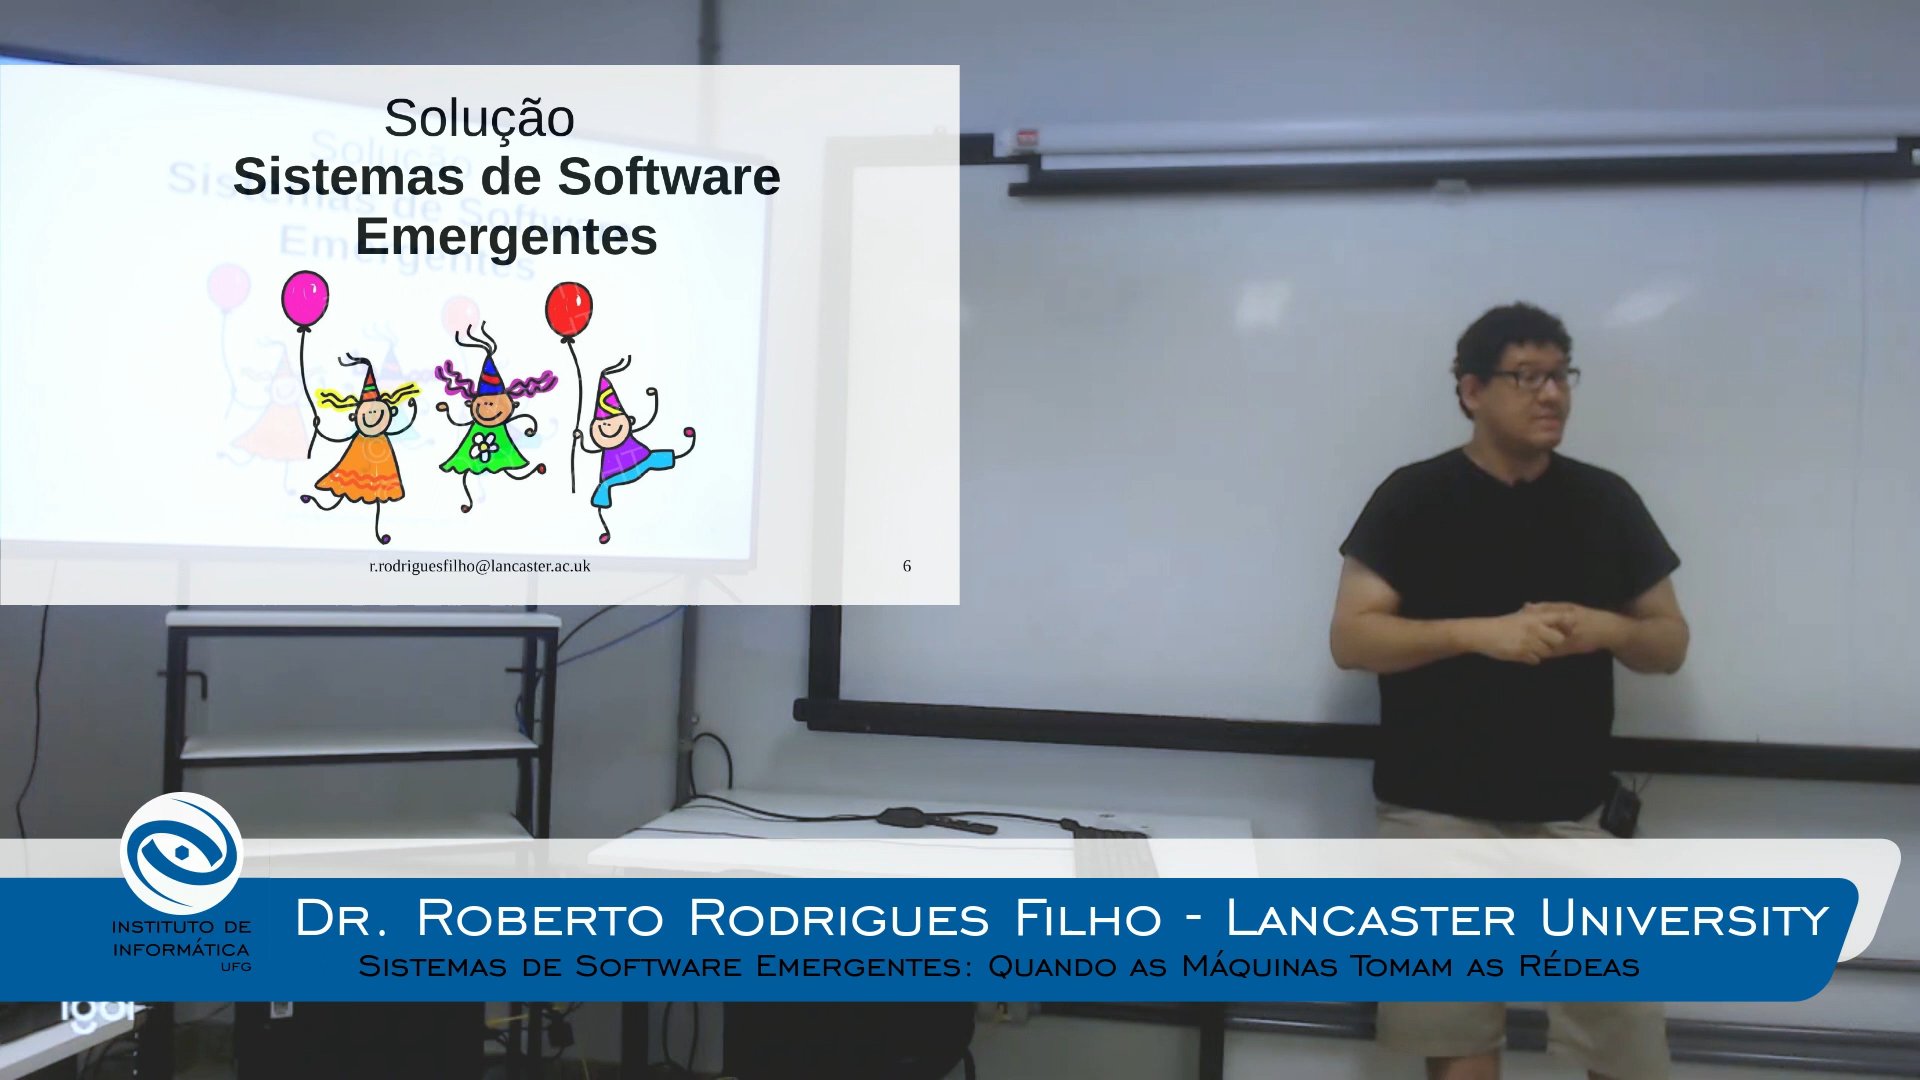 Solução
Sistemas de Software
Emergentes
r.rodriguesfilho@lancaster.ac.uk
6
INSTITUTO DE
INFORMÁTICA
UFG
Dr. Roberto Rodrigues Filho - Lancaster University
Sistemas de Software Emergentes: Quando as Máquinas Tomam as Rédeas